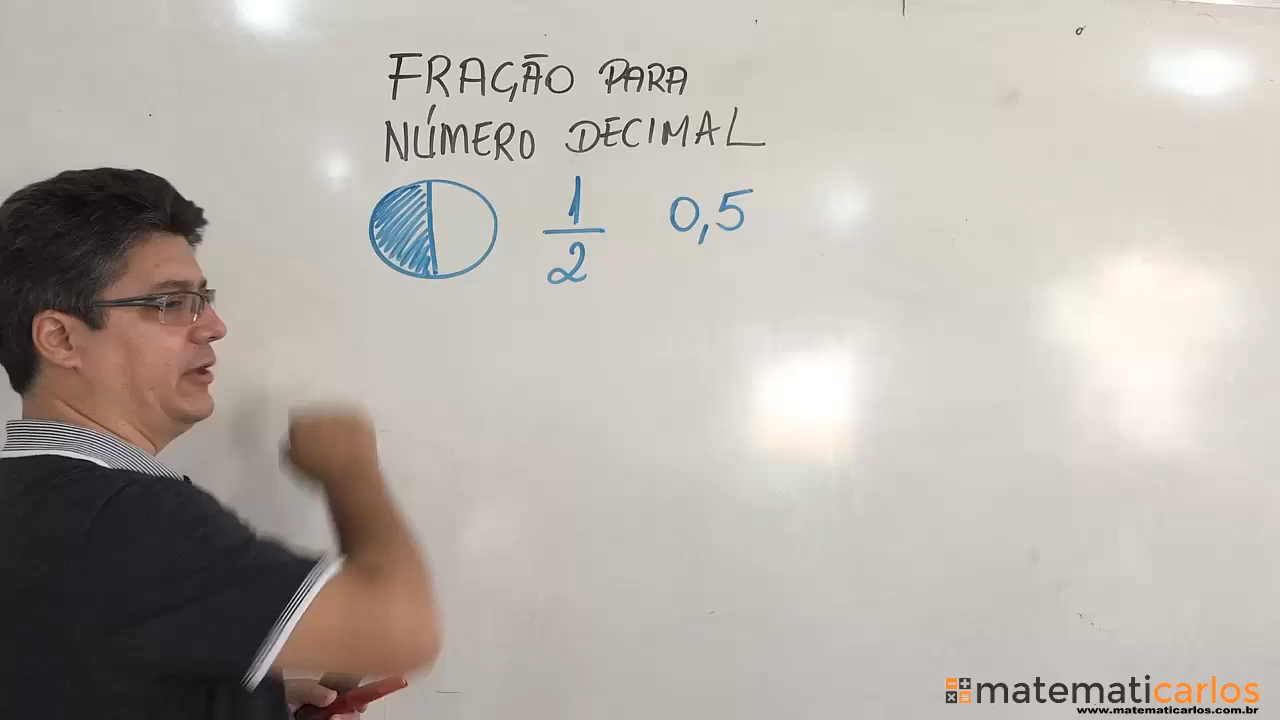 FRAÇÃO PARA
NÚMERO DECIMAL
1
2
0,5
matematicarlos
www.matematicarlos.com.br